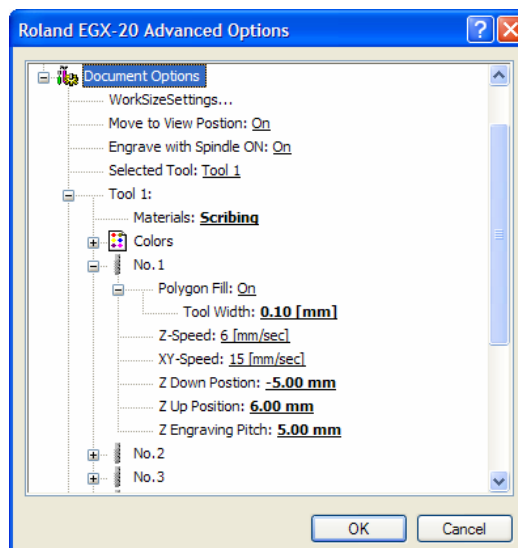 Roland EGX-20 Advanced Options
Document Options
WorkSizeSettings...
Move to View Postion: On
Engrave with Spindle ON: On
Selected Tool: Tool 1
Tool 1:
Materials: Scribing
Colors
No.1
Polygon Fill: On
Tool Width: 0.10 [mm]
Z-Speed: 6 [mm/sec]
XY-Speed: 15 [mm/sec]
Z Down Postion: -5.00 mm
Z Up Position: 6.00 mm
Z Engraving Pitch: 5.00 mm
No.2
No.3
OK Cancel